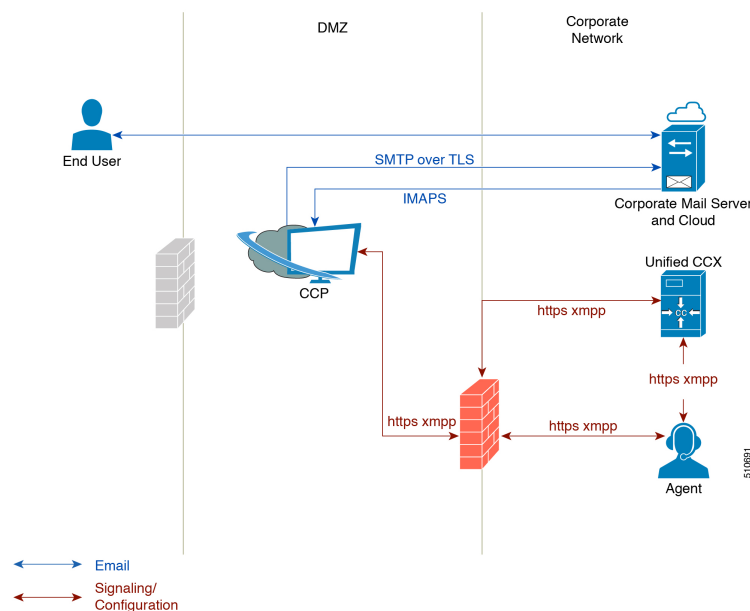 DMZ
Corporate
Network
End User
SMTP over TLS
IMAPS
Corporate Mail Server
and Cloud
CCP
Unified CCX
CC
https xmpp
https xmpp
https xmpp
https xmpp
Agent
510691
Email
Signaling/
Configuration